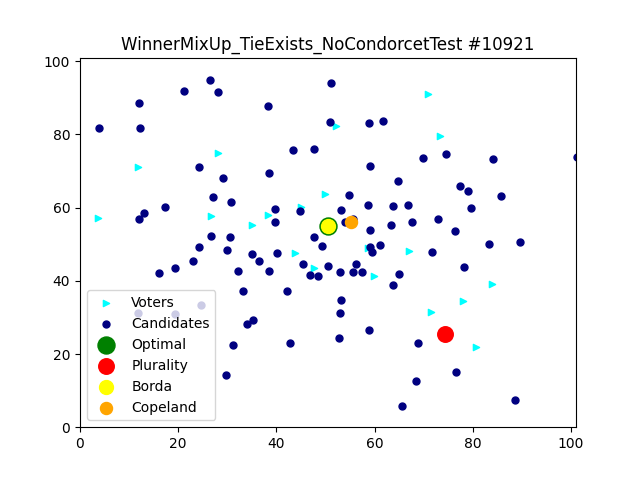 WinnerMixUp_TieExists_NoCondorcetTest #10921
100
80
60
40
20
0
0
20
40
60
80
100
Voters
Candidates
Optimal
Plurality
Borda
Copeland